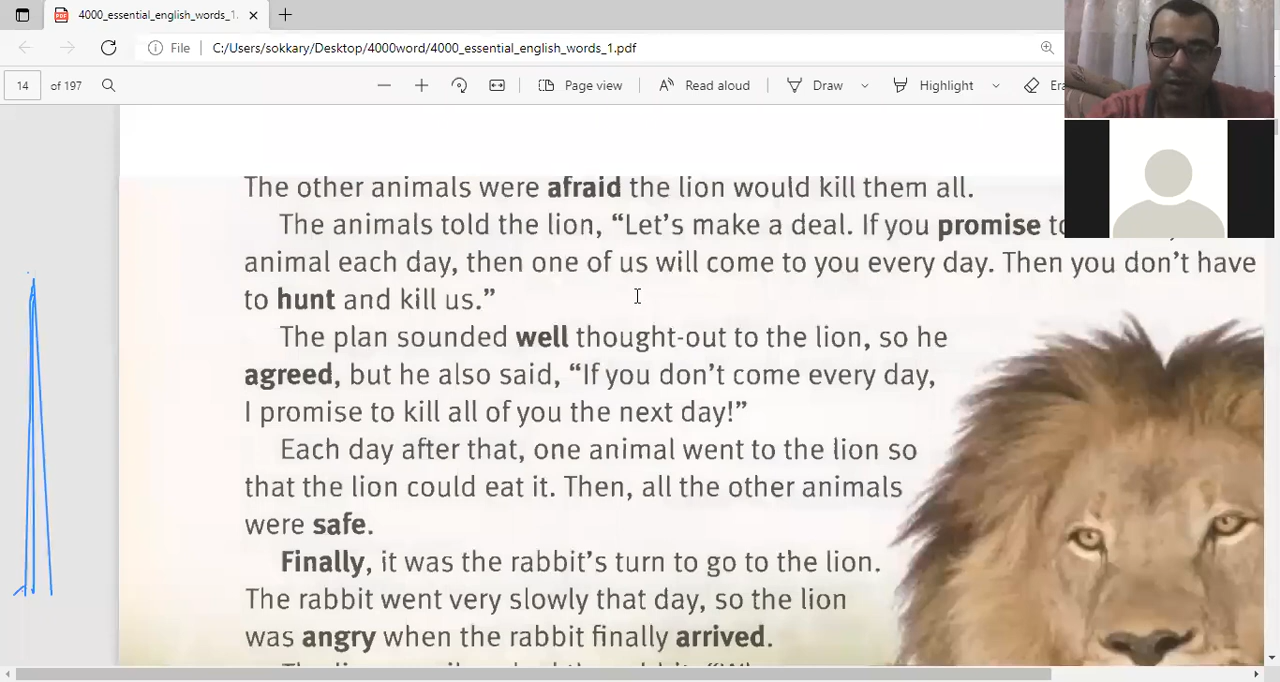 4000_essential_english_words_1.
File C:/Users/sokkary/Desktop/4000word/4000_essential_english_words_1.pdf
14 of 197 Page view Read aloud Draw Highlight Era
The other animals were afraid the lion would kill them all.
The animals told the lion, “Let’s make a deal. If you promise
animal each day, then one of us will come to you every day. Then you don’t have
to hunt and kill us.”
The plan sounded well thought-out to the lion, so he
agreed, but he also said, “If you don’t come every day,
I promise to kill all of you the next day!”
Each day after that, one animal went to the lion so
that the lion could eat it. Then, all the other animals
were safe.
Finally, it was the rabbit’s turn to go to the lion.
The rabbit went very slowly that day, so the lion
was angry when the rabbit finally arrived.